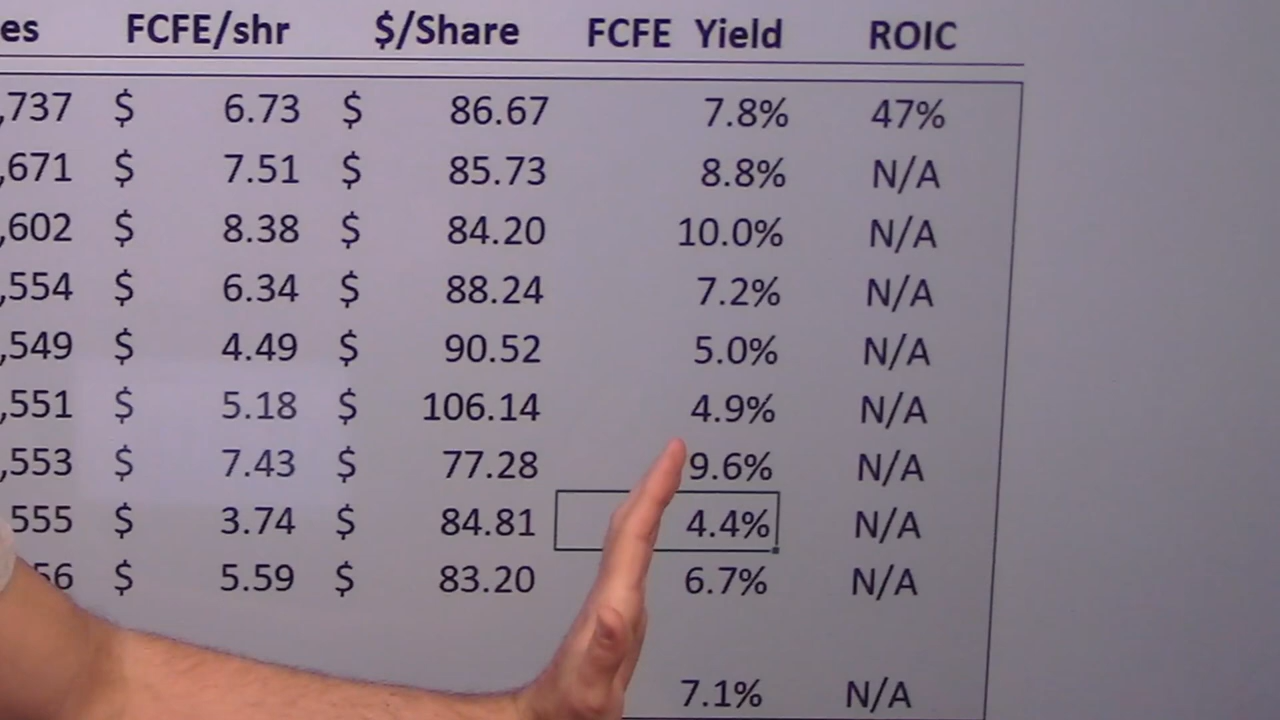 es FCFE/shr $/Share FCFE Yield ROIC
,737 $ 6.73 $ 86.67 7.8% 47%
,671 $ 7.51 $ 85.73 8.8% N/A
,602 $ 8.38 $ 84.20 10.0% N/A
,554 $ 6.34 $ 88.24 7.2% N/A
,549 $ 4.49 $ 90.52 5.0% N/A
,551 $ 5.18 $ 106.14 4.9% N/A
,553 $ 7.43 $ 77.28 9.6% N/A
555 $ 3.74 $ 84.81 4.4% N/A
56 $ 5.59 $ 83.20 6.7% N/A
7.1% N/A